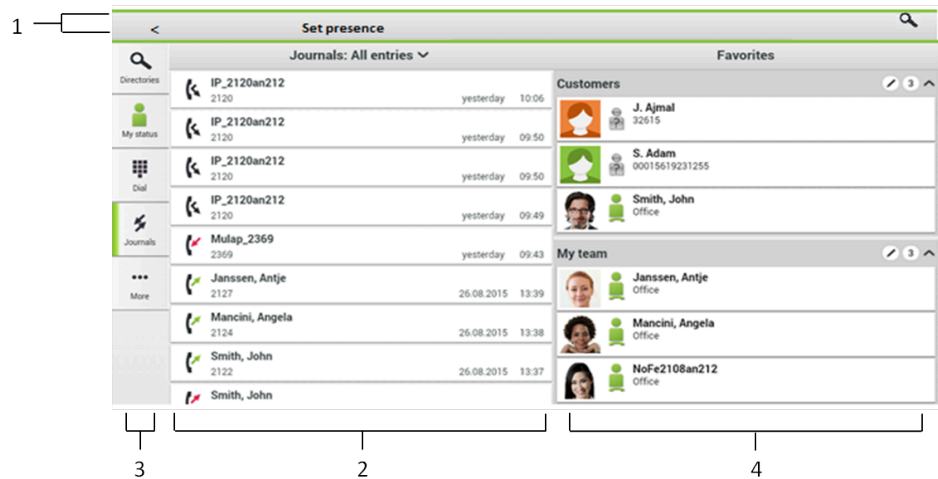 1
< Set presence
Directories
My status
Dial
Journals
More
Journals: All entries
IP_2120an212
2120 yesterday 10:06
IP_2120an212
2120 yesterday 09:50
IP_2120an212
2120 yesterday 09:50
IP_2120an212
2120 yesterday 09:49
Mulap_2369
2369 yesterday 09:43
Janssen, Antje
2127 26.08.2015 13:39
Mancini, Angela
2124 26.08.2015 13:38
Smith, John
2122 26.08.2015 13:37
Smith, John
Favorites
Customers 3
J. Ajmal
32615
S. Adam
00015619231255
Smith, John
Office
My team 3
Janssen, Antje
Office
Mancini, Angela
Office
NoFe2108an212
Office
3 2 4